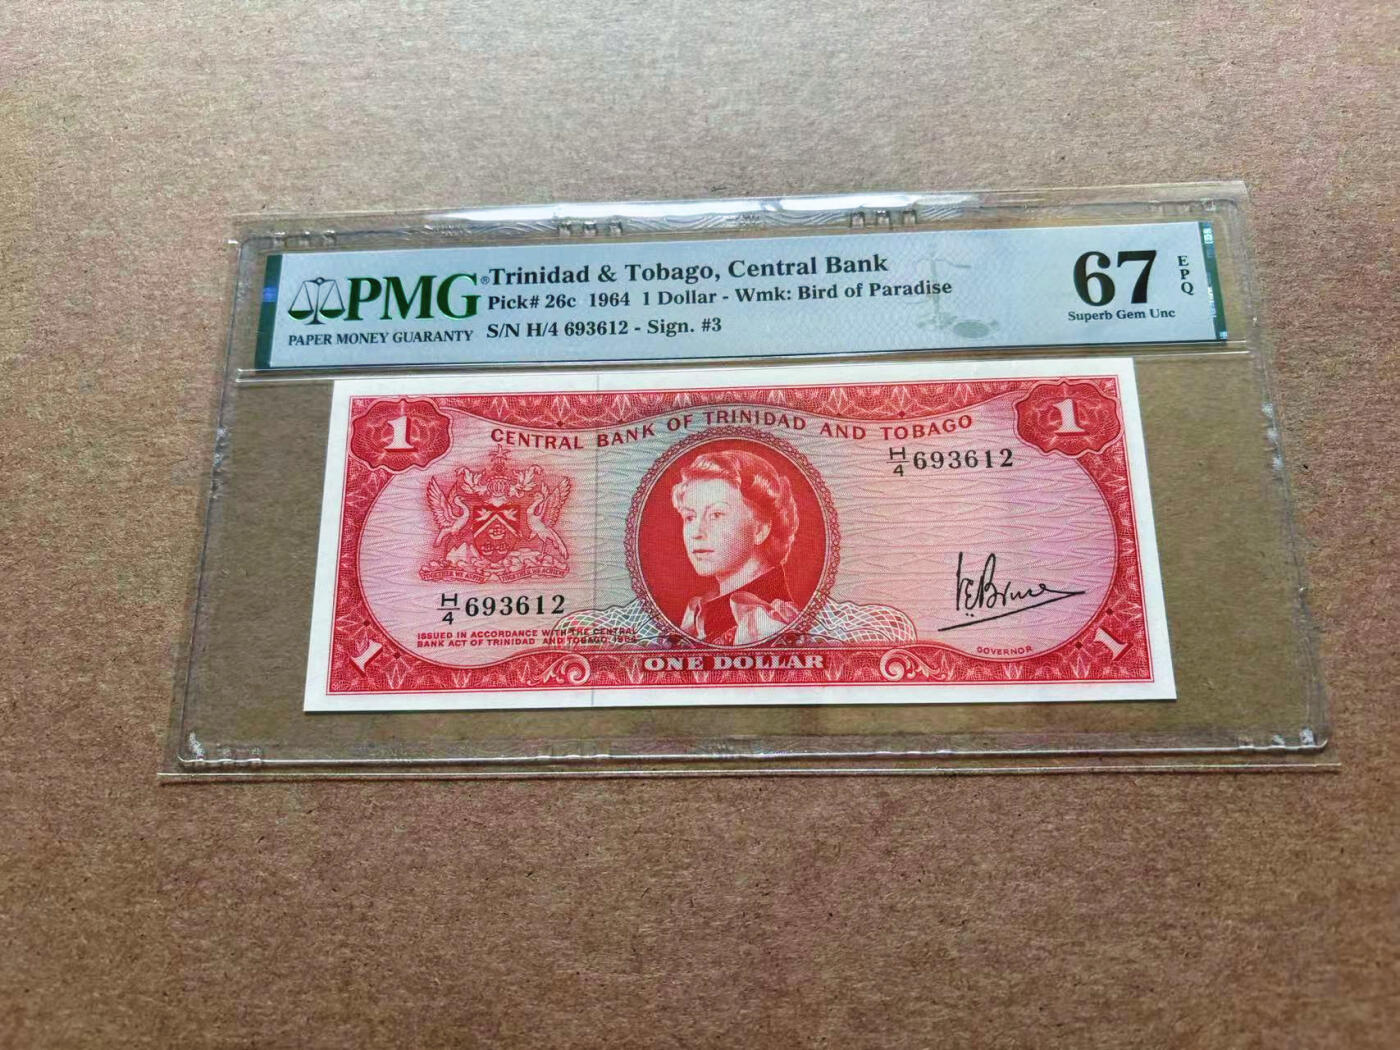 PMG®
PAPER MONEY GUARANTY
Trinidad & Tobago, Central Bank
Pick# 26c 1964 1 Dollar - Wmk: Bird of Paradise
S/N H/4 693612 - Sign. #3
67
EPQ
Superb Gem Unc
1
1
CENTRAL BANK OF TRINIDAD AND TOBAGO
H/4 693612
H/4 693612
ISSUED IN ACCORDANCE WITH THE CENTRAL
BANK ACT OF TRINIDAD AND TOBAGO
GOVERNOR
1
ONE DOLLAR
1